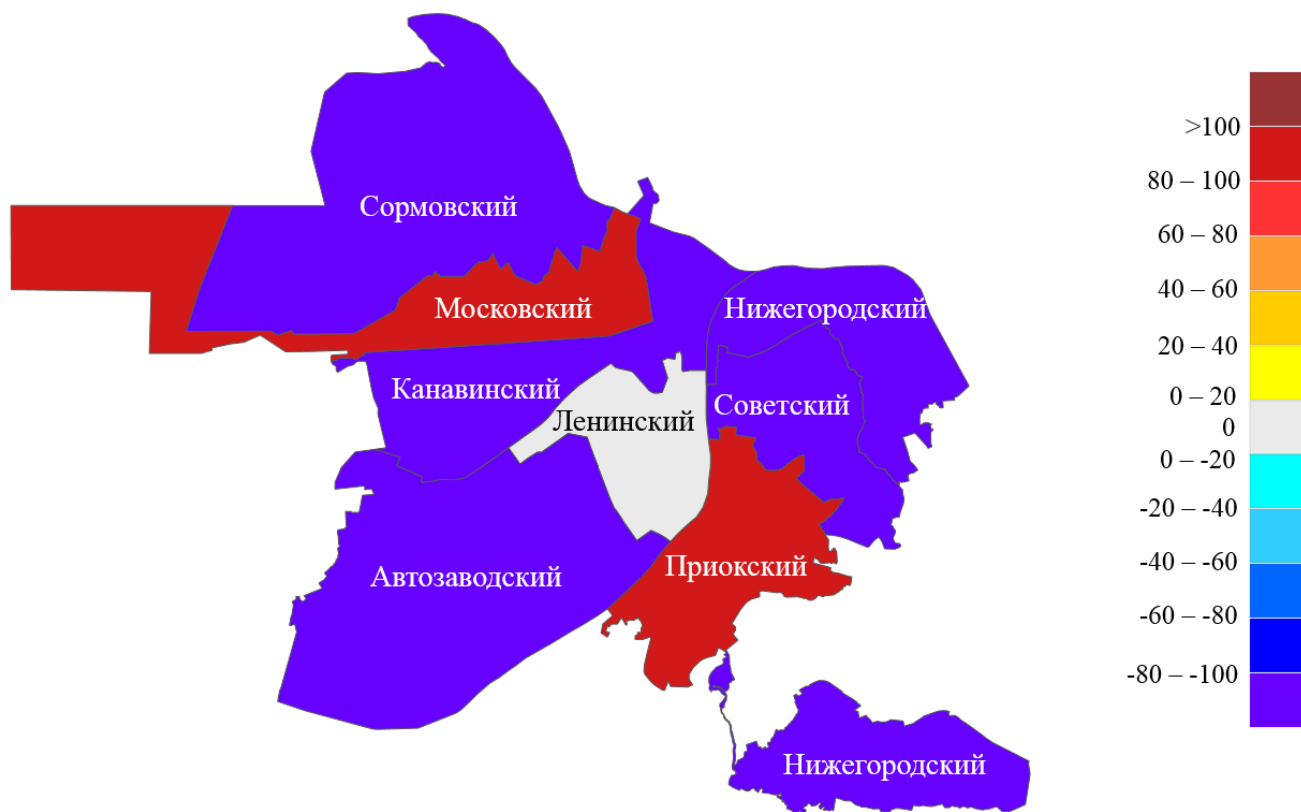 Сормовский
Московский
Нижегородский
Канавинский
Ленинский
Советский
Автозаводский
Приокский
Нижегородский
>100
80 – 100
60 – 80
40 – 60
20 – 40
0 – 20
0
0 – -20
-20 – -40
-40 – -60
-60 – -80
-80 – -100